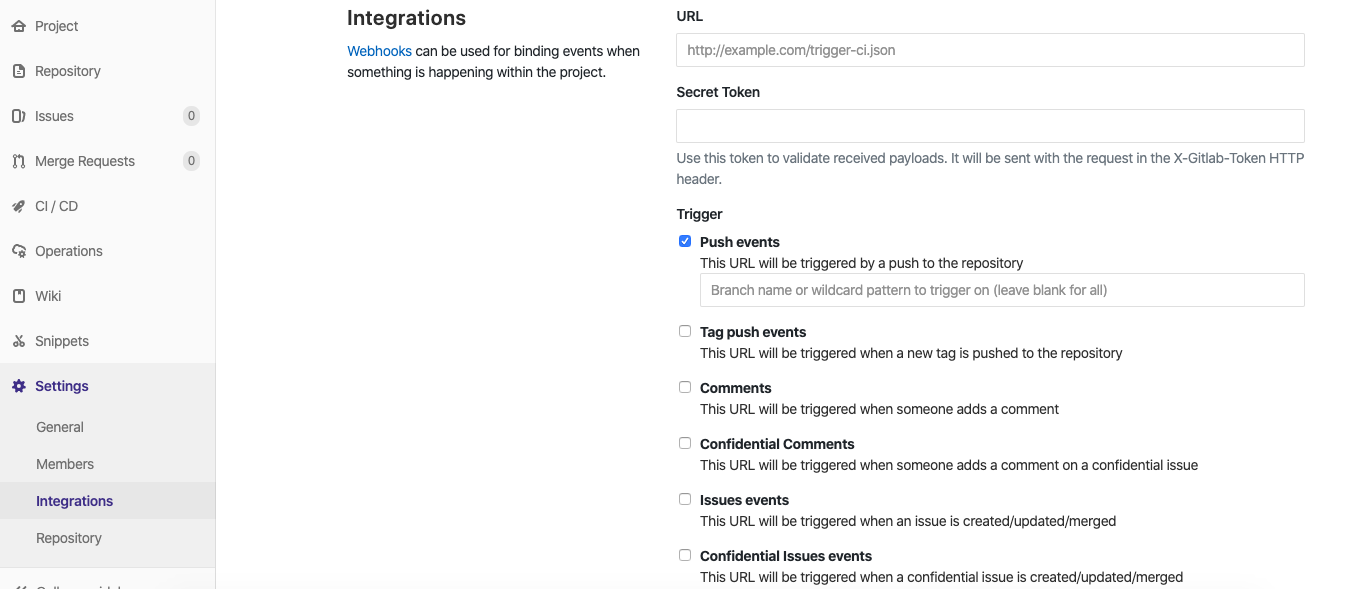 Project
Repository
Issues
0
Merge Requests
0
CI / CD
Operations
Wiki
Snippets
Settings
General
Members
Integrations
Repository
Integrations
Webhooks can be used for binding events when
something is happening within the project.
URL
http://example.com/trigger-ci.json
Secret Token
Use this token to validate received payloads. It will be sent with the request in the X-Gitlab-Token HTTP
header.
Trigger
Push events
This URL will be triggered by a push to the repository
Branch name or wildcard pattern to trigger on (leave blank for all)
Tag push events
This URL will be triggered when a new tag is pushed to the repository
Comments
This URL will be triggered when someone adds a comment
Confidential Comments
This URL will be triggered when someone adds a comment on a confidential issue
Issues events
This URL will be triggered when an issue is created/updated/merged
Confidential Issues events
This URL will be triggered when a confidential issue is created/updated/merged